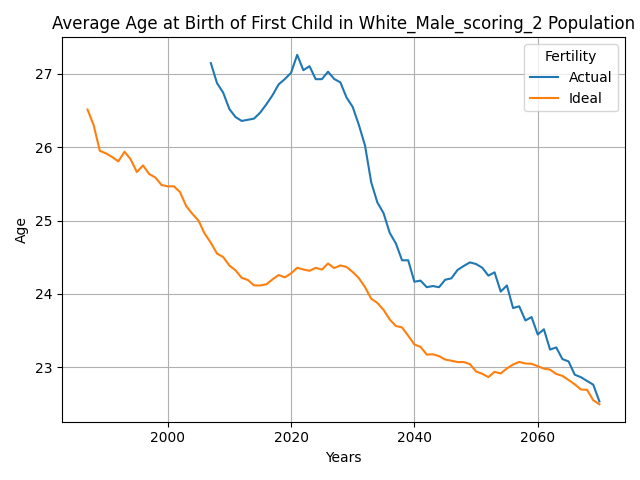 Average Age at Birth of First Child in White_Male_scoring_2 Population
Fertility
Actual
Ideal
27
26
25
24
23
Age
2000
2020
2040
2060
Years